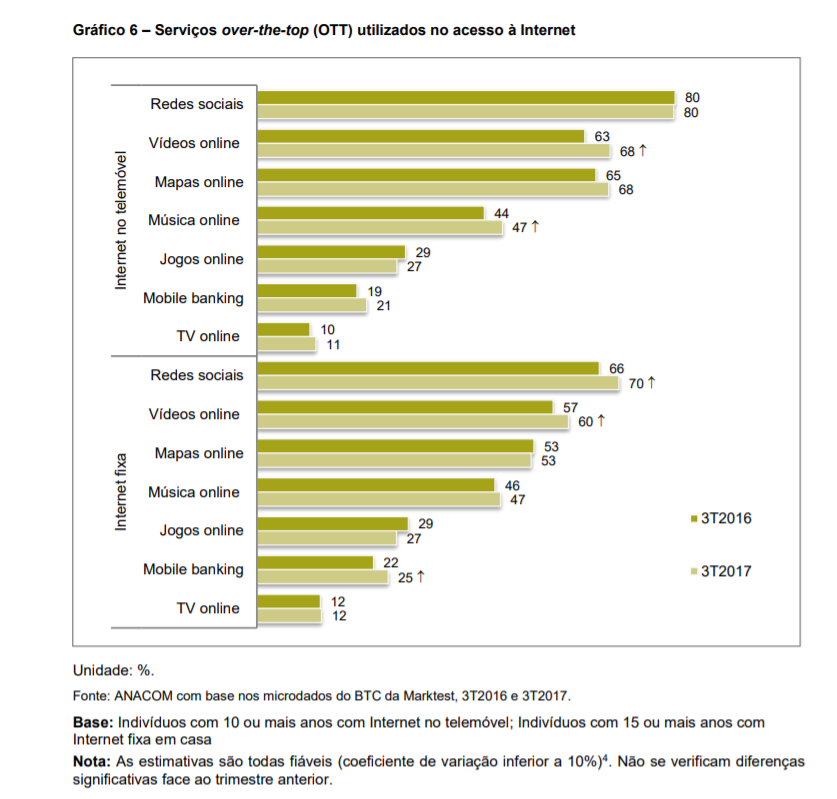 Gráfico 6 – Serviços over-the-top (OTT) utilizados no acesso à Internet
Internet no telemóvel
Redes sociais 80 80
Vídeos online 63 68 ↑
Mapas online 65 68
Música online 44 47 ↑
Jogos online 29 27
Mobile banking 19 21
TV online 10 11
Internet fixa
Redes sociais 66 70 ↑
Vídeos online 57 60 ↑
Mapas online 53 53
Música online 46 47
Jogos online 29 27
Mobile banking 22 25 ↑
TV online 12 12
3T2016
3T2017
Unidade: %.
Fonte: ANACOM com base nos microdados do BTC da Marktest, 3T2016 e 3T2017.
Base: Indivíduos com 10 ou mais anos com Internet no telemóvel; Indivíduos com 15 ou mais anos com
Internet fixa em casa
Nota: As estimativas são todas fiáveis (coeficiente de variação inferior a 10%)⁴. Não se verificam diferenças
significativas face ao trimestre anterior.